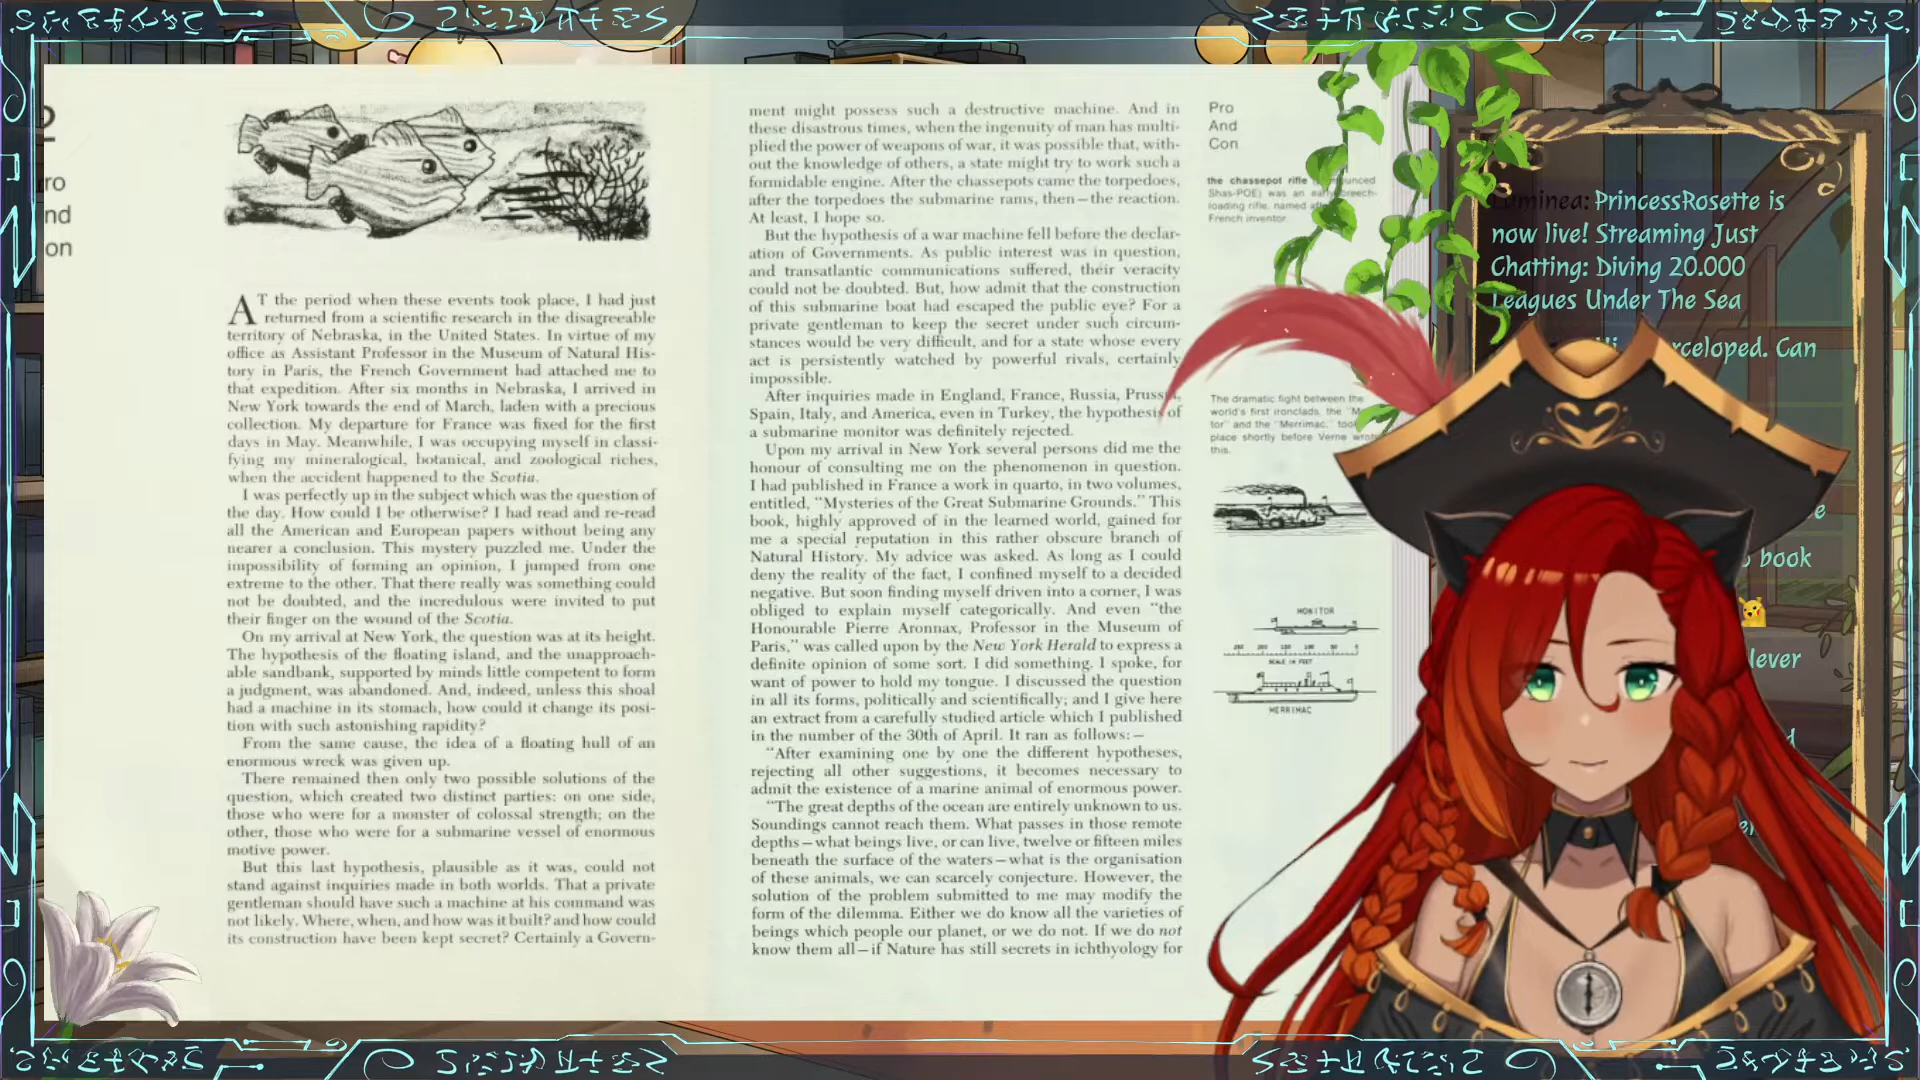 2
ro
nd
on
AT the period when these events took place, I had just
returned from a scientific research in the disagreeable
territory of Nebraska, in the United States. In virtue of my
office as Assistant Professor in the Museum of Natural His-
tory in Paris, the French Government had attached me to
that expedition. After six months in Nebraska, I arrived in
New York towards the end of March, laden with a precious
collection. My departure for France was fixed for the first
days in May. Meanwhile, I was occupying myself in classi-
fying my mineralogical, botanical, and zoological riches,
when the accident happened to the Scotia.
I was perfectly up in the subject which was the question of
the day. How could I be otherwise? I had read and re-read
all the American and European papers without being any
nearer a conclusion. This mystery puzzled me. Under the
impossibility of forming an opinion, I jumped from one
extreme to the other. That there really was something could
not be doubted, and the incredulous were invited to put
their finger on the wound of the Scotia.
On my arrival at New York, the question was at its height.
The hypothesis of the floating island, and the unapproach-
able sandbank, supported by minds little competent to form
a judgment, was abandoned. And, indeed, unless this shoal
had a machine in its stomach, how could it change its posi-
tion with such astonishing rapidity?
From the same cause, the idea of a floating hull of an
enormous wreck was given up.
There remained then only two possible solutions of the
question, which created two distinct parties: on one side,
those who were for a monster of colossal strength; on the
other, those who were for a submarine vessel of enormous
motive power.
But this last hypothesis, plausible as it was, could not
stand against inquiries made in both worlds. That a private
gentleman should have such a machine at his command was
not likely. Where, when, and how was it built? and how could
its construction have been kept secret? Certainly a Govern-
ment might possess such a destructive machine. And in
these disastrous times, when the ingenuity of man has multi-
plied the power of weapons of war, it was possible that, with-
out the knowledge of others, a state might try to work such a
formidable engine. After the chassepots came the torpedoes,
after the torpedoes the submarine rams, then—the reaction.
At least, I hope so.
But the hypothesis of a war machine fell before the declar-
ation of Governments. As public interest was in question,
and transatlantic communications suffered, their veracity
could not be doubted. But, how admit that the construction
of this submarine boat had escaped the public eye? For a
private gentleman to keep the secret under such circum-
stances would be very difficult, and for a state whose every
act is persistently watched by powerful rivals, certainly
impossible.
After inquiries made in England, France, Russia, Prussia,
Spain, Italy, and America, even in Turkey, the hypothesis of
a submarine monitor was definitely rejected.
Upon my arrival in New York several persons did me the
honour of consulting me on the phenomenon in question.
I had published in France a work in quarto, in two volumes,
entitled, "Mysteries of the Great Submarine Grounds." This
book, highly approved of in the learned world, gained for
me a special reputation in this rather obscure branch of
Natural History. My advice was asked. As long as I could
deny the reality of the fact, I confined myself to a decided
negative. But soon finding myself driven into a corner, I was
obliged to explain myself categorically. And even "the
Honourable Pierre Aronnax, Professor in the Museum of
Paris," was called upon by the New York Herald to express a
definite opinion of some sort. I did something. I spoke, for
want of power to hold my tongue. I discussed the question
in all its forms, politically and scientifically; and I give here
an extract from a carefully studied article which I published
in the number of the 30th of April. It ran as follows:—
"After examining one by one the different hypotheses,
rejecting all other suggestions, it becomes necessary to
admit the existence of a marine animal of enormous power.
"The great depths of the ocean are entirely unknown to us.
Soundings cannot reach them. What passes in those remote
depths—what beings live, or can live, twelve or fifteen miles
beneath the surface of the waters—what is the organisation
of these animals, we can scarcely conjecture. However, the
solution of the problem submitted to me may modify the
form of the dilemma. Either we do know all the varieties of
beings which people our planet, or we do not. If we do not
know them all—if Nature has still secrets in ichthyology for
Pro
And
Con
the chassepot rifle
Shas-POE) was an
loading rifle, named
French inventor.
The dramatic fight between the
world's first ironclads, the
tor" and the "Merrimac," took
place shortly before Verne wrote
this.
MONITOR
250 200 150 100 50 0
SCALE IN FEET
MERRIMAC
PrincessRosette is
now live! Streaming Just
Chatting: Diving 20.000
Leagues Under The Sea
Can
book